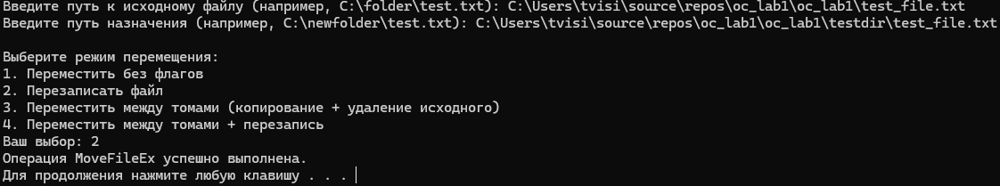 Введите путь к исходному файлу (например, C:\folder\test.txt): C:\Users\tvisi\source\repos\oc_lab1\oc_lab1\test_file.txt
Введите путь назначения (например, C:\newfolder\test.txt): C:\Users\tvisi\source\repos\oc_lab1\oc_lab1\testdir\test_file.txt
Выберите режим перемещения:
1. Переместить без флагов
2. Перезаписать файл
3. Переместить между томами (копирование + удаление исходного)
4. Переместить между томами + перезапись
Ваш выбор: 2
Операция MoveFileEx успешно выполнена.
Для продолжения нажмите любую клавишу . . .